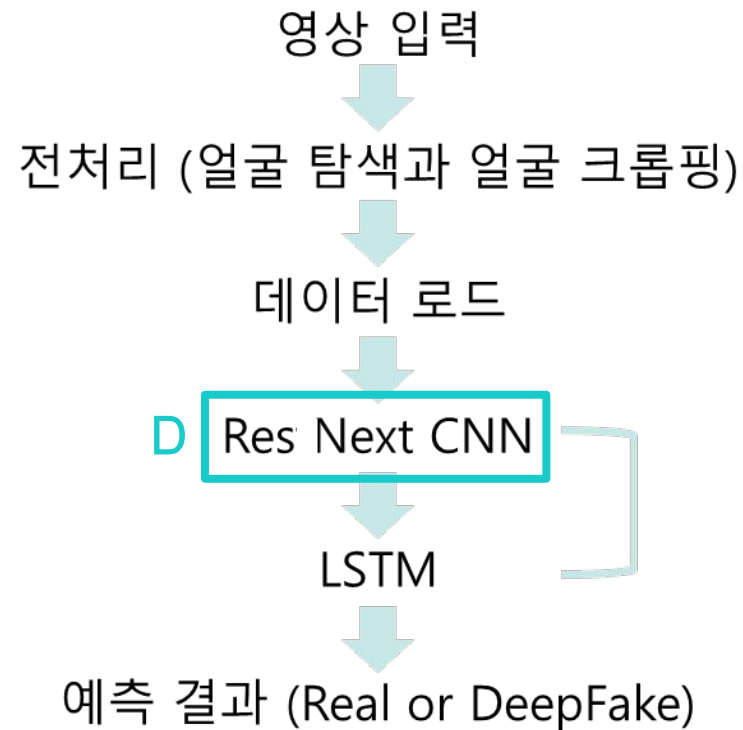 영상 입력
전처리 (얼굴 탐색과 얼굴 크롭핑)
데이터 로드
D Res Next CNN
LSTM
예측 결과 (Real or DeepFake)